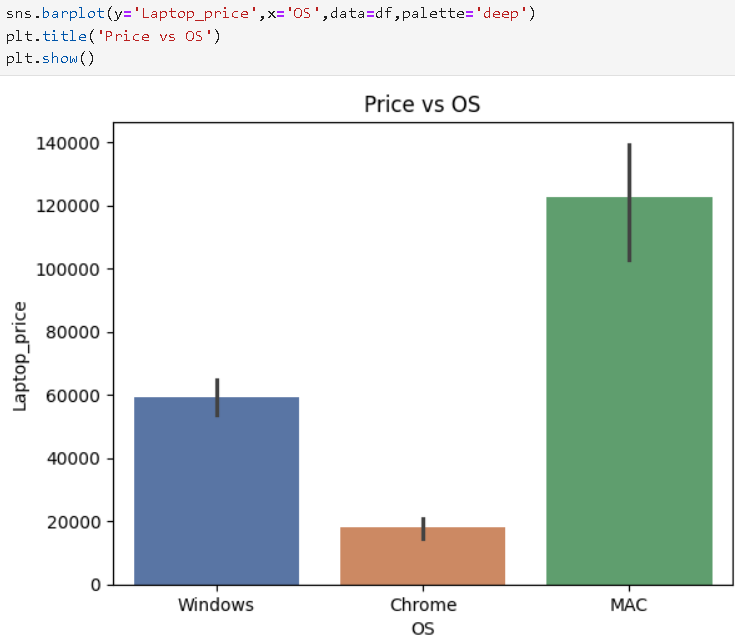 sns.barplot(y='Laptop_price',x='OS',data=df,palette='deep')
plt.title('Price vs OS')
plt.show()
Price vs OS
140000
120000
100000
80000
60000
40000
20000
0
Laptop_price
Windows Chrome MAC
OS